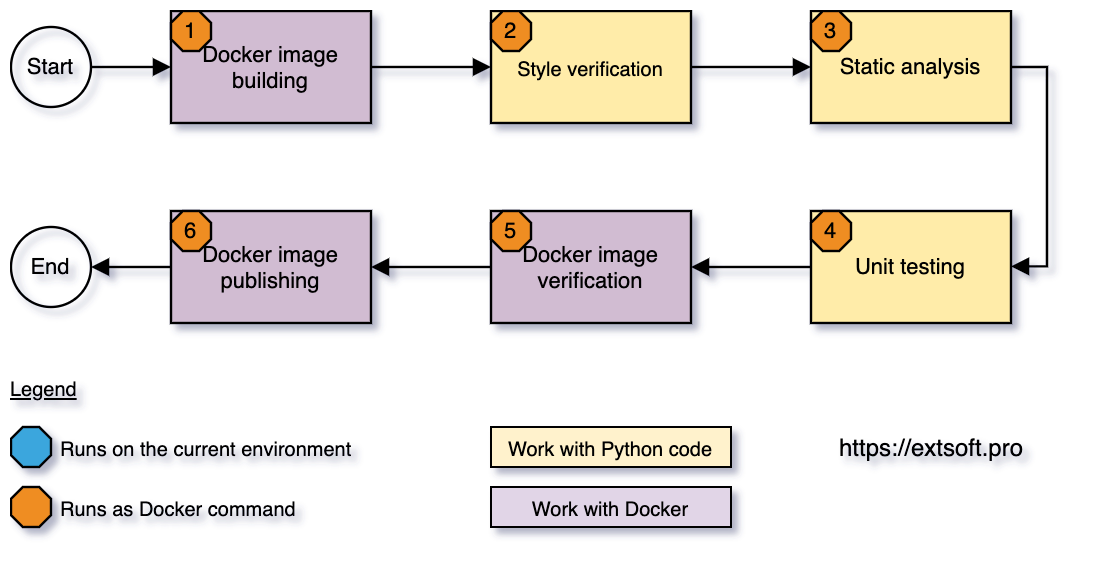 Start
1
Docker image
building
2
Style verification
3
Static analysis
4
Unit testing
5
Docker image
verification
6
Docker image
publishing
End
Legend
Runs on the current environment
Runs as Docker command
Work with Python code
Work with Docker
https://extsoft.pro